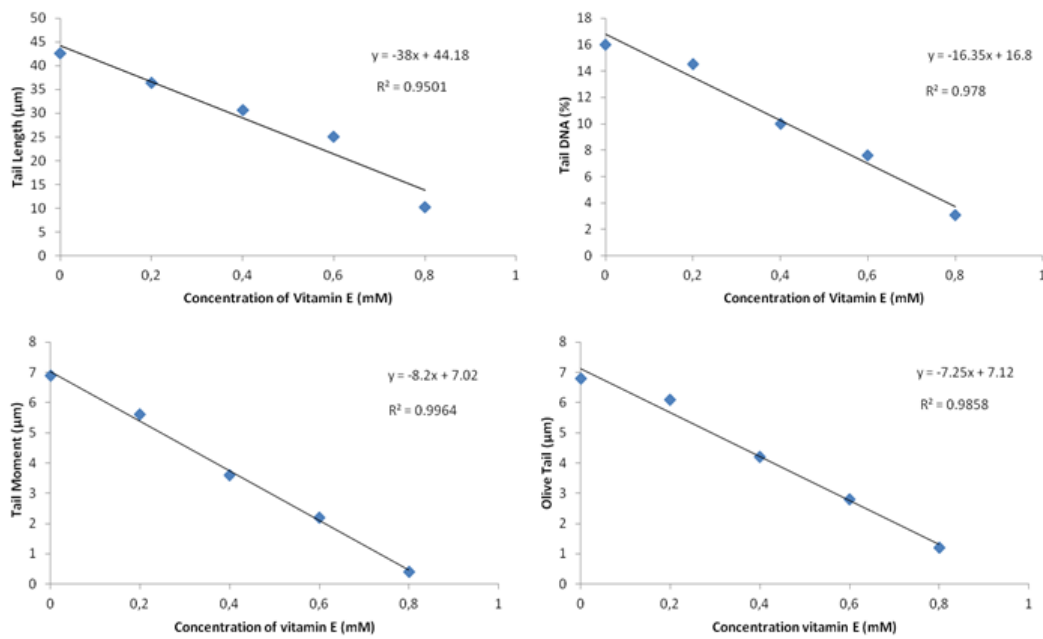 50
45
40
35
30
25
20
15
10
5
0
Tail Length (µm)
y = -38x + 44.18
R² = 0.9501
0 0,2 0,4 0,6 0,8 1
Concentration of Vitamin E (mM)
18
16
14
12
10
8
6
4
2
0
Tail DNA (%)
y = -16.35x + 16.8
R² = 0.978
0 0,2 0,4 0,6 0,8 1
Concentration of Vitamin E (mM)
8
7
6
5
4
3
2
1
0
Tail Moment (µm)
y = -8.2x + 7.02
R² = 0.9964
0 0,2 0,4 0,6 0,8 1
Concentration of vitamin E (mM)
8
7
6
5
4
3
2
1
0
Olive Tail (µm)
y = -7.25x + 7.12
R² = 0.9858
0 0,2 0,4 0,6 0,8 1
Concentration vitamin E (mM)